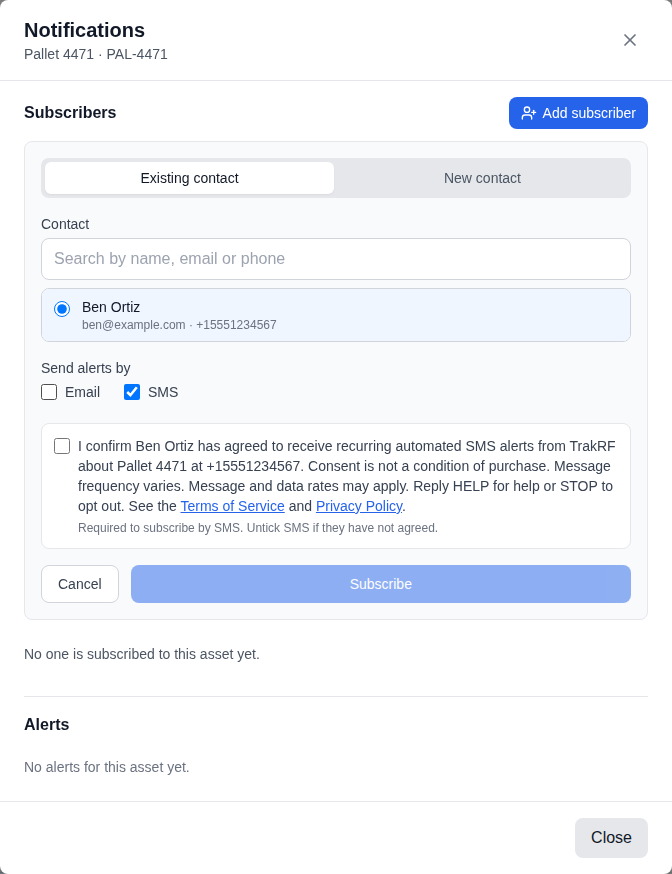 Notifications
Pallet 4471 · PAL-4471
Subscribers
Add subscriber
Existing contact
New contact
Contact
Search by name, email or phone
Ben Ortiz
ben@example.com · +15551234567
Send alerts by
Email
SMS
I confirm Ben Ortiz has agreed to receive recurring automated SMS alerts from TrakRF
about Pallet 4471 at +15551234567. Consent is not a condition of purchase. Message
frequency varies. Message and data rates may apply. Reply HELP for help or STOP to
opt out. See the Terms of Service and Privacy Policy.
Required to subscribe by SMS. Untick SMS if they have not agreed.
Cancel
Subscribe
No one is subscribed to this asset yet.
Alerts
No alerts for this asset yet.
Close